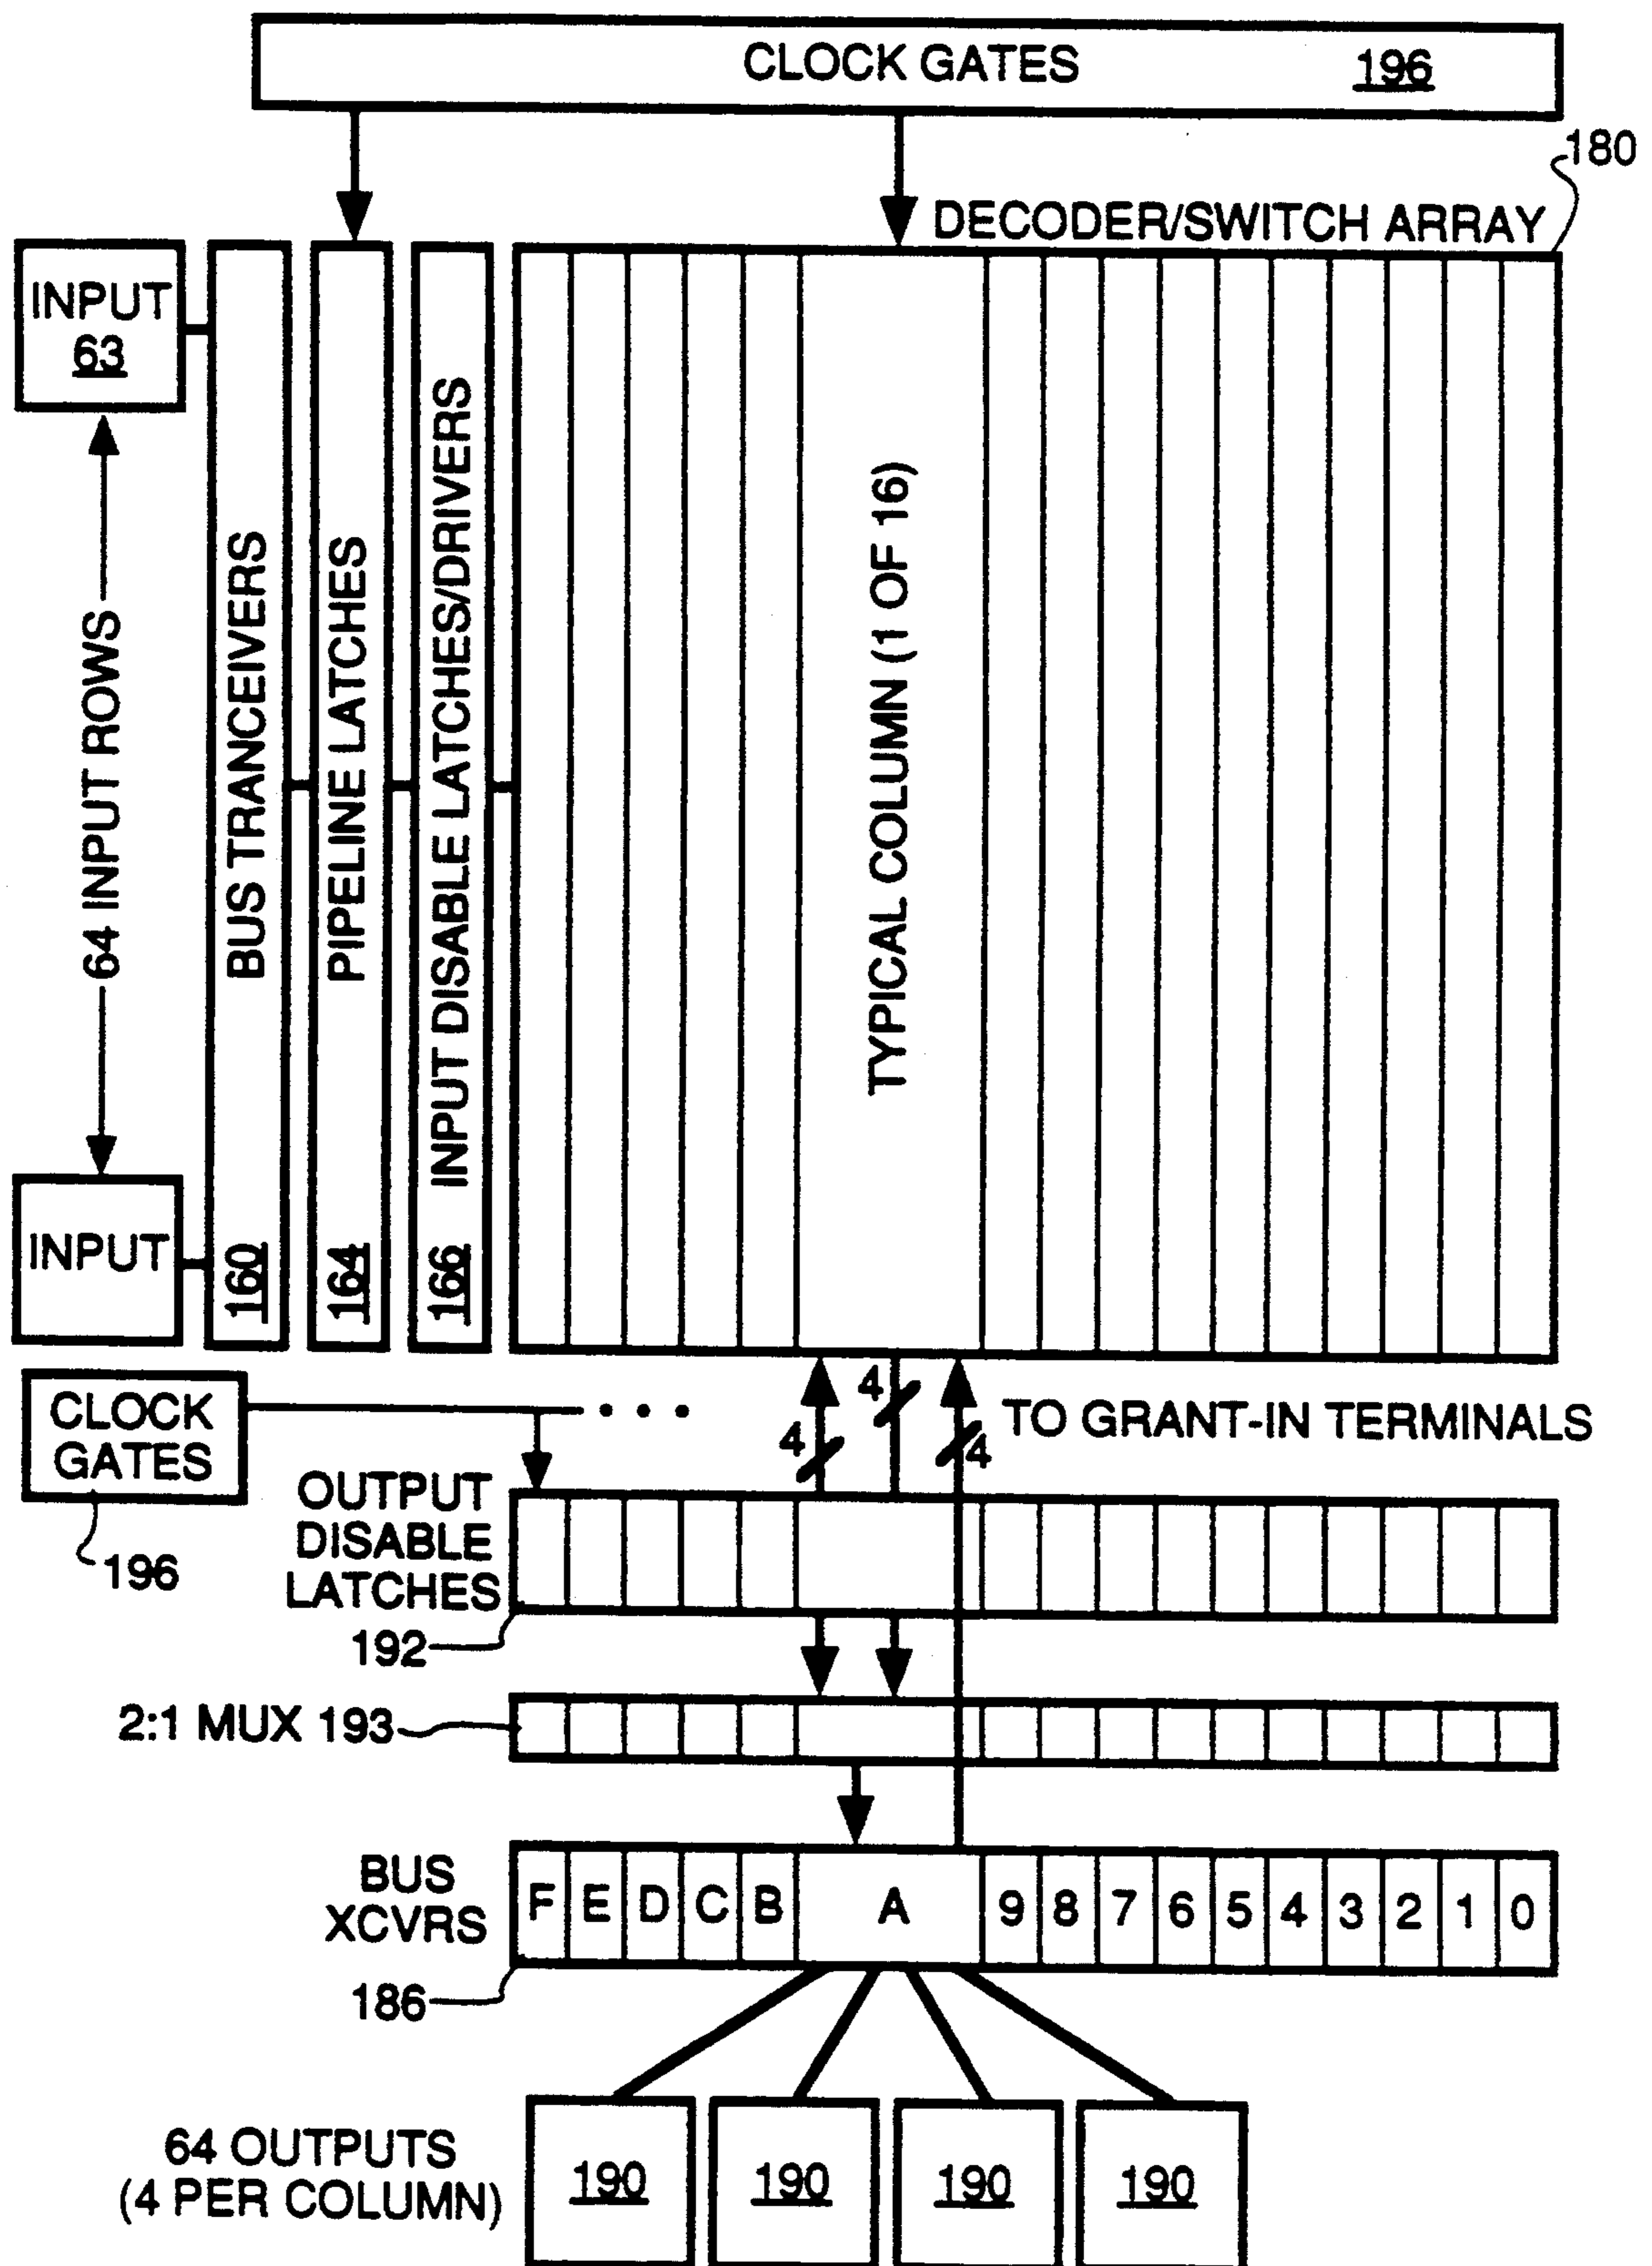 CLOCK GATES 196
180
DECODER/SWITCH ARRAY
INPUT
63
64 INPUT ROWS
INPUT
BUS TRANCEIVERS
160
PIPELINE LATCHES
164
INPUT DISABLE LATCHES/DRIVERS
166
TYPICAL COLUMN (1 OF 16)
CLOCK
GATES
196
• • •
4
4
4
TO GRANT-IN TERMINALS
OUTPUT
DISABLE
LATCHES
192
2:1 MUX 193
BUS
XCVRS
186
F E D C B A 9 8 7 6 5 4 3 2 1 0
64 OUTPUTS
(4 PER COLUMN)
190 190 190 190